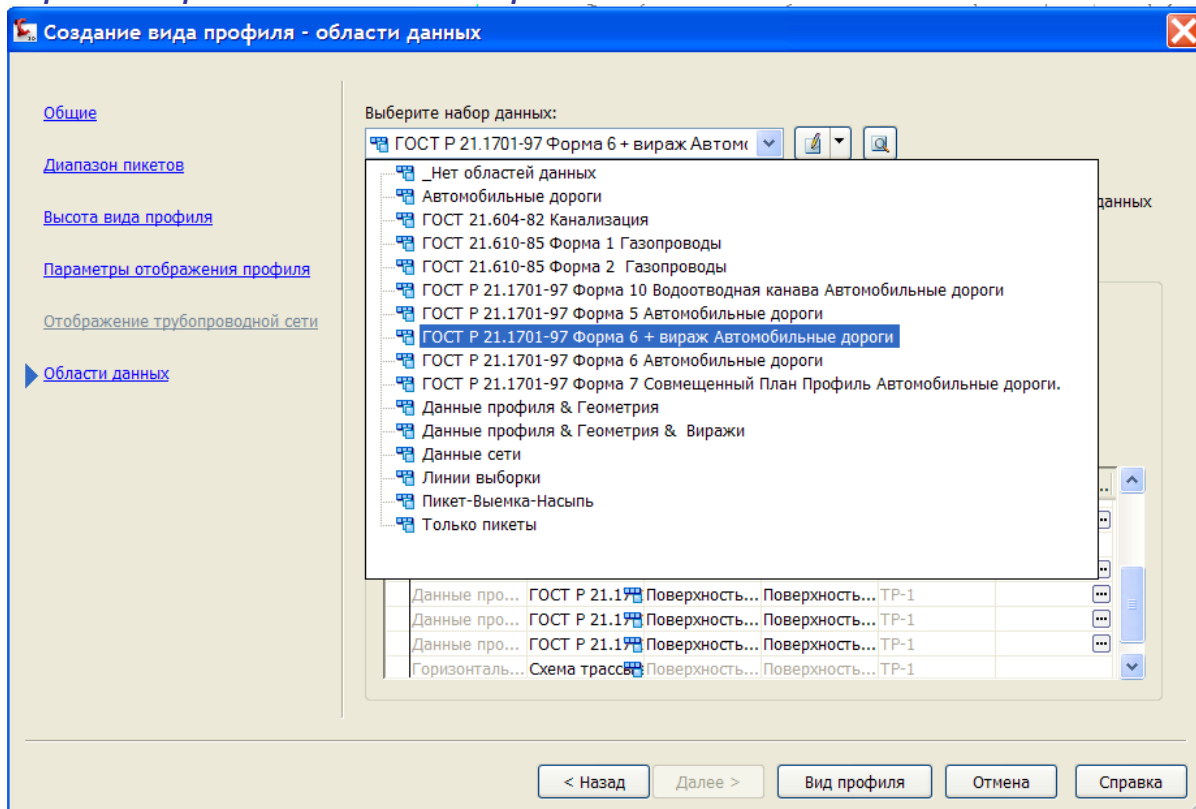 Создание вида профиля - области данных
Общие
Диапазон пикетов
Высота вида профиля
Параметры отображения профиля
Отображение трубопроводной сети
Области данных
Выберите набор данных:
ГОСТ Р 21.1701-97 Форма 6 + вираж Автом
_Нет областей данных
Автомобильные дороги
ГОСТ 21.604-82 Канализация
ГОСТ 21.610-85 Форма 1 Газопроводы
ГОСТ 21.610-85 Форма 2 Газопроводы
ГОСТ Р 21.1701-97 Форма 10 Водоотводная канава Автомобильные дороги
ГОСТ Р 21.1701-97 Форма 5 Автомобильные дороги
ГОСТ Р 21.1701-97 Форма 6 + вираж Автомобильные дороги
ГОСТ Р 21.1701-97 Форма 6 Автомобильные дороги
ГОСТ Р 21.1701-97 Форма 7 Совмещенный План Профиль Автомобильные дороги.
Данные профиля & Геометрия
Данные профиля & Геометрия & Виражи
Данные сети
Линии выборки
Пикет-Выемка-Насыпь
Только пикеты
данных
Данные про... ГОСТ Р 21.17 Поверхность... Поверхность... ТР-1
Данные про... ГОСТ Р 21.17 Поверхность... Поверхность... ТР-1
Данные про... ГОСТ Р 21.17 Поверхность... Поверхность... ТР-1
Горизонталь... Схема трассы Поверхность... Поверхность... ТР-1
< Назад
Далее >
Вид профиля
Отмена
Справка